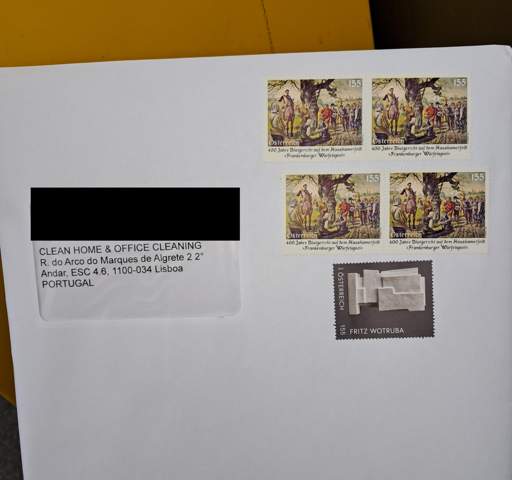 155
Österreich
400 Jahre Blutgericht auf dem Haushamerfeld
»Frankenburger Würfelspiel«
155
Österreich
400 Jahre Blutgericht auf dem Haushamerfeld
»Frankenburger Würfelspiel«
155
Österreich
400 Jahre Blutgericht auf dem Haushamerfeld
»Frankenburger Würfelspiel«
155
Österreich
400 Jahre Blutgericht auf dem Haushamerfeld
»Frankenburger Würfelspiel«
CLEAN HOME & OFFICE CLEANING
R. do Arco do Marques de Algrete 2 2°
Andar, ESC 4.6, 1100-034 Lisboa
PORTUGAL
ÖSTERREICH
155
FRITZ WOTRUBA